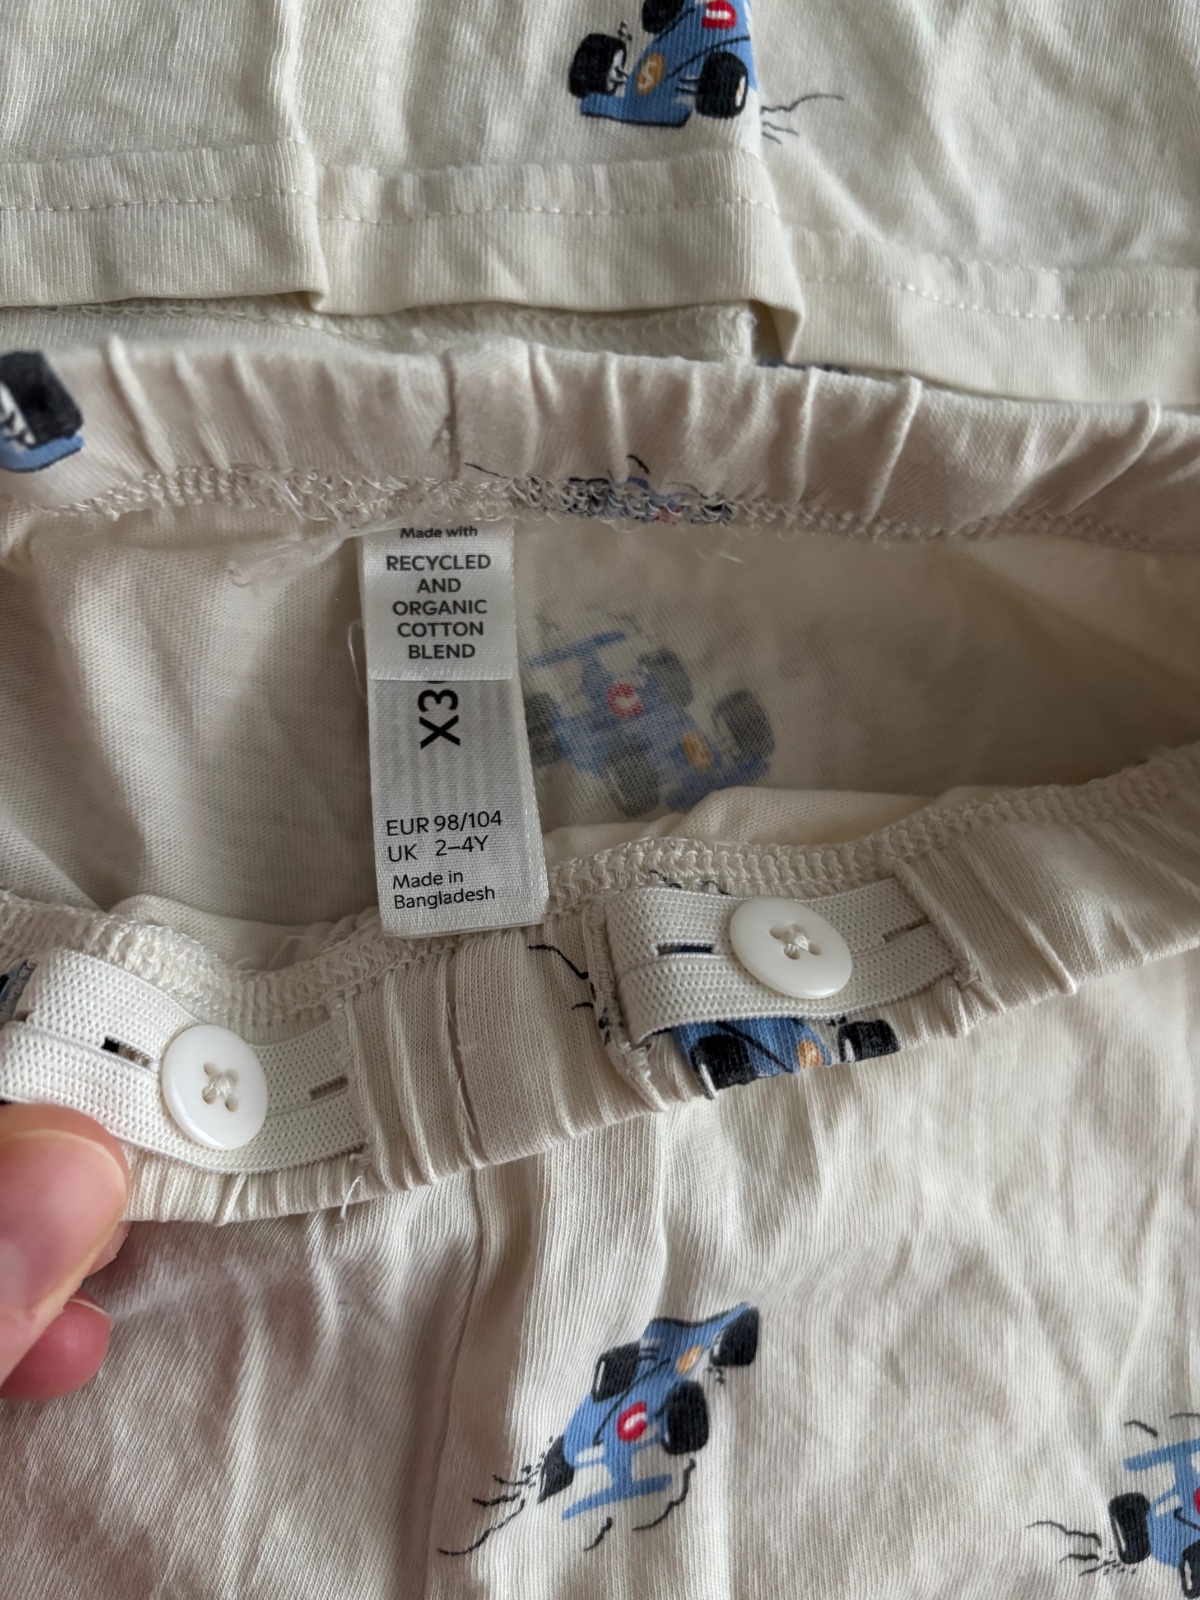 Made with
RECYCLED
AND
ORGANIC
COTTON
BLEND
EUR 98/104
UK 2–4Y
Made in
Bangladesh